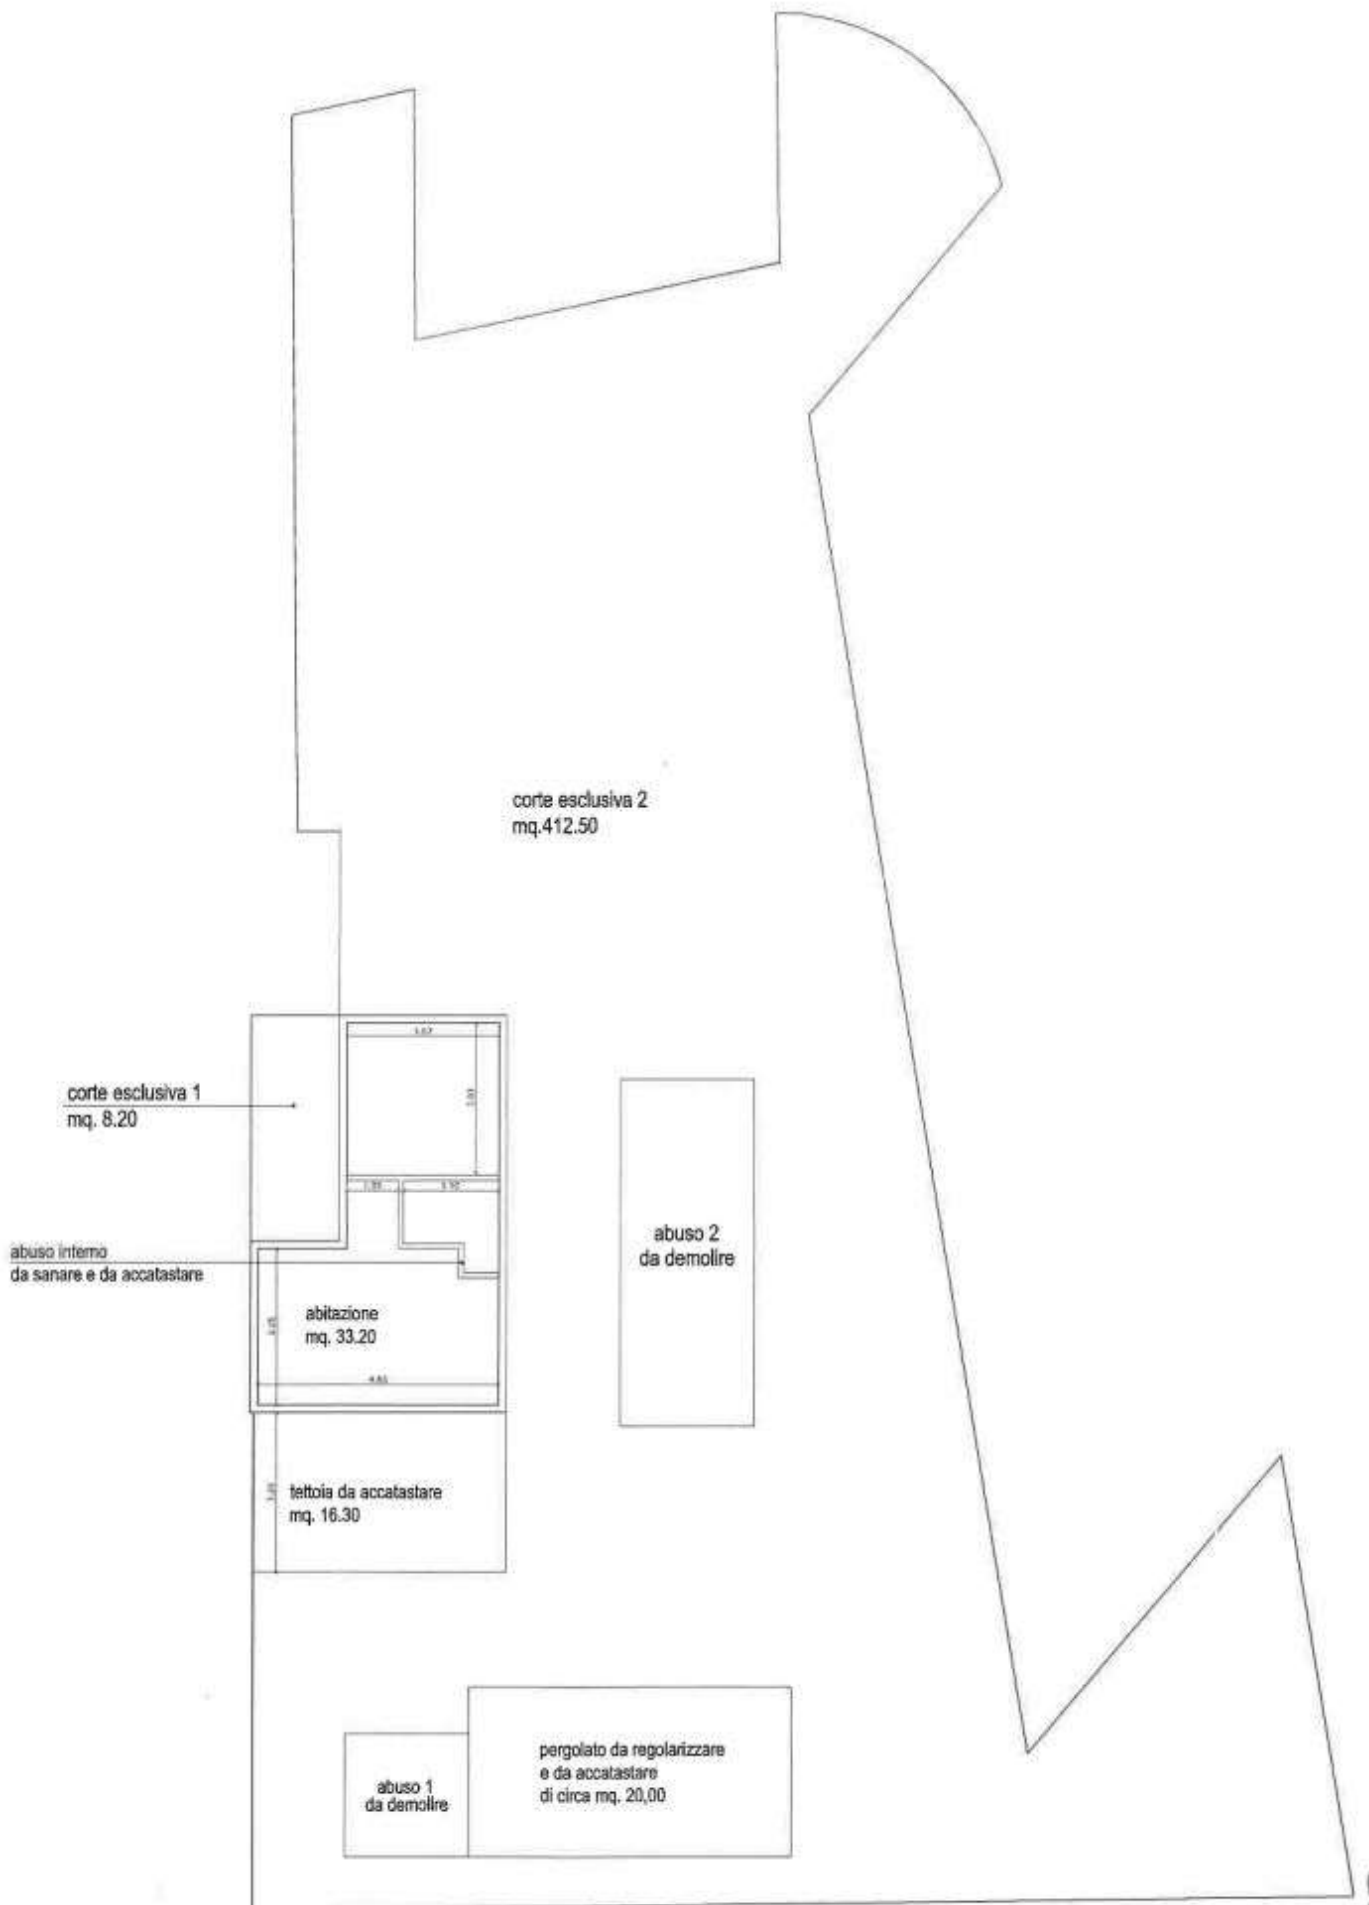 corte esclusiva 2
mq.412.50
corte esclusiva 1
mq. 8.20
abuso interno
da sanare e da accatastare
abuso 2
da demolire
abitazione
mq. 33.20
4.85
tettoia da accatastare
mq. 16.30
pergolato da regolarizzare
e da accatastare
di circa mq. 20,00
abuso 1
da demolire